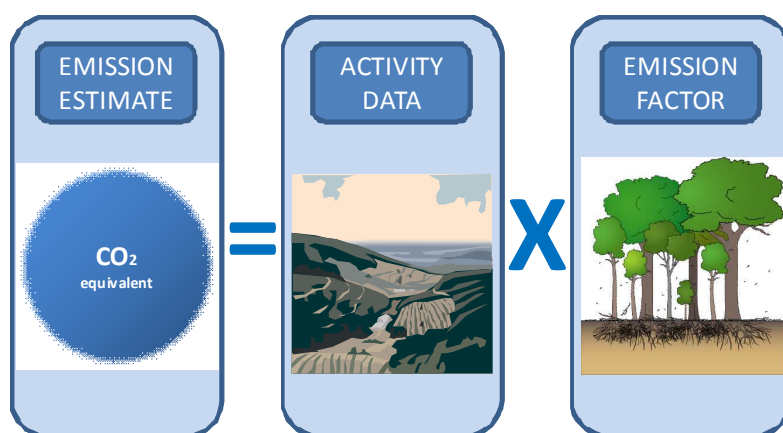 EMISSION
ESTIMATE
CO₂
equivalent
=
ACTIVITY
DATA
X
EMISSION
FACTOR